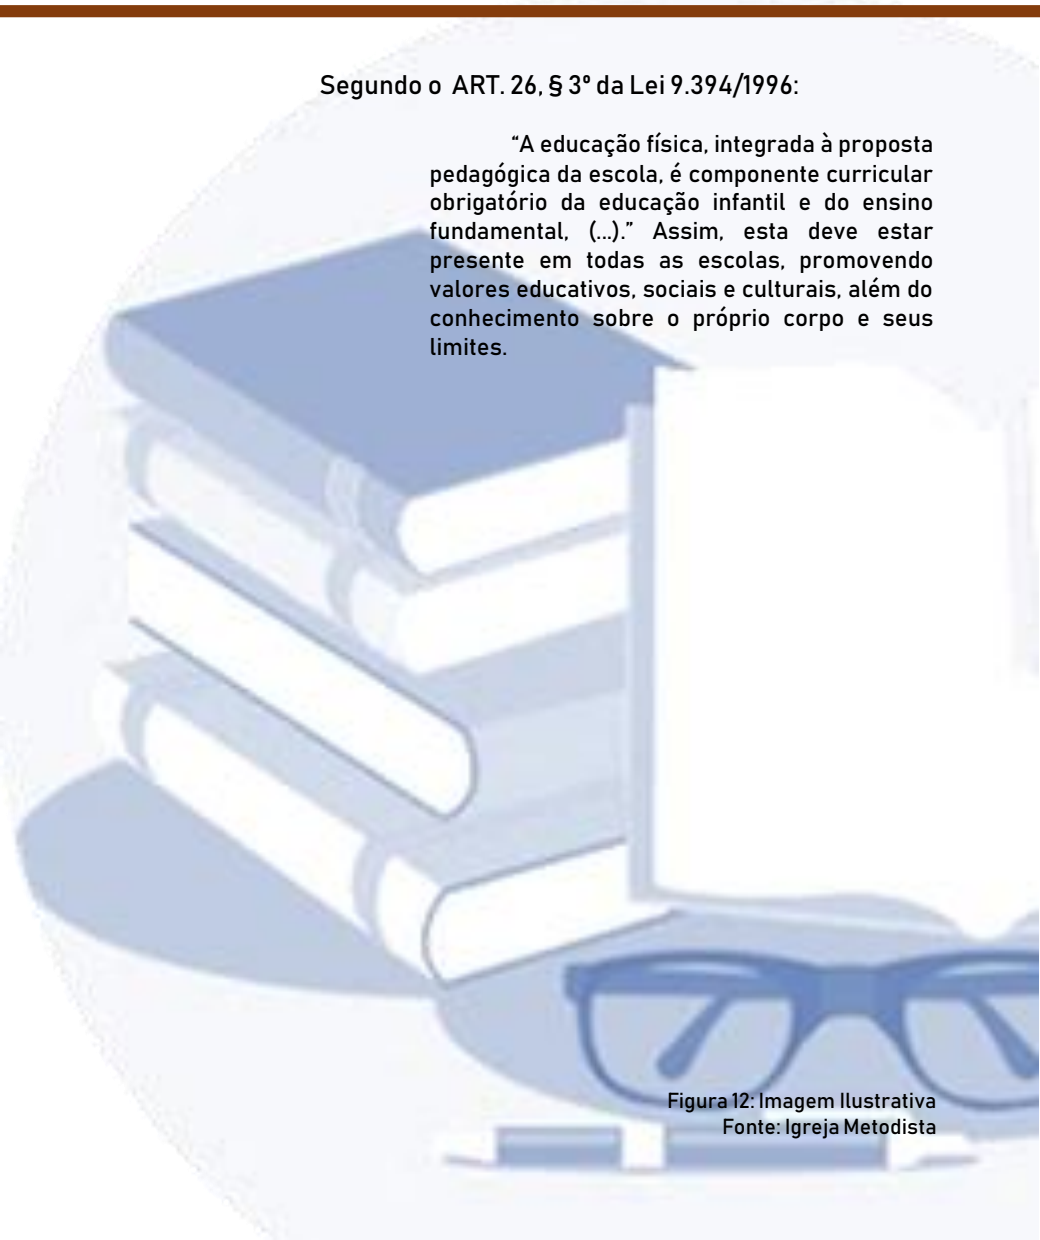 Segundo o ART. 26, § 3º da Lei 9.394/1996:
“A educação física, integrada à proposta
pedagógica da escola, é componente curricular
obrigatório da educação infantil e do ensino
fundamental, (...).” Assim, esta deve estar
presente em todas as escolas, promovendo
valores educativos, sociais e culturais, além do
conhecimento sobre o próprio corpo e seus
limites.
Figura 12: Imagem Ilustrativa
Fonte: Igreja Metodista